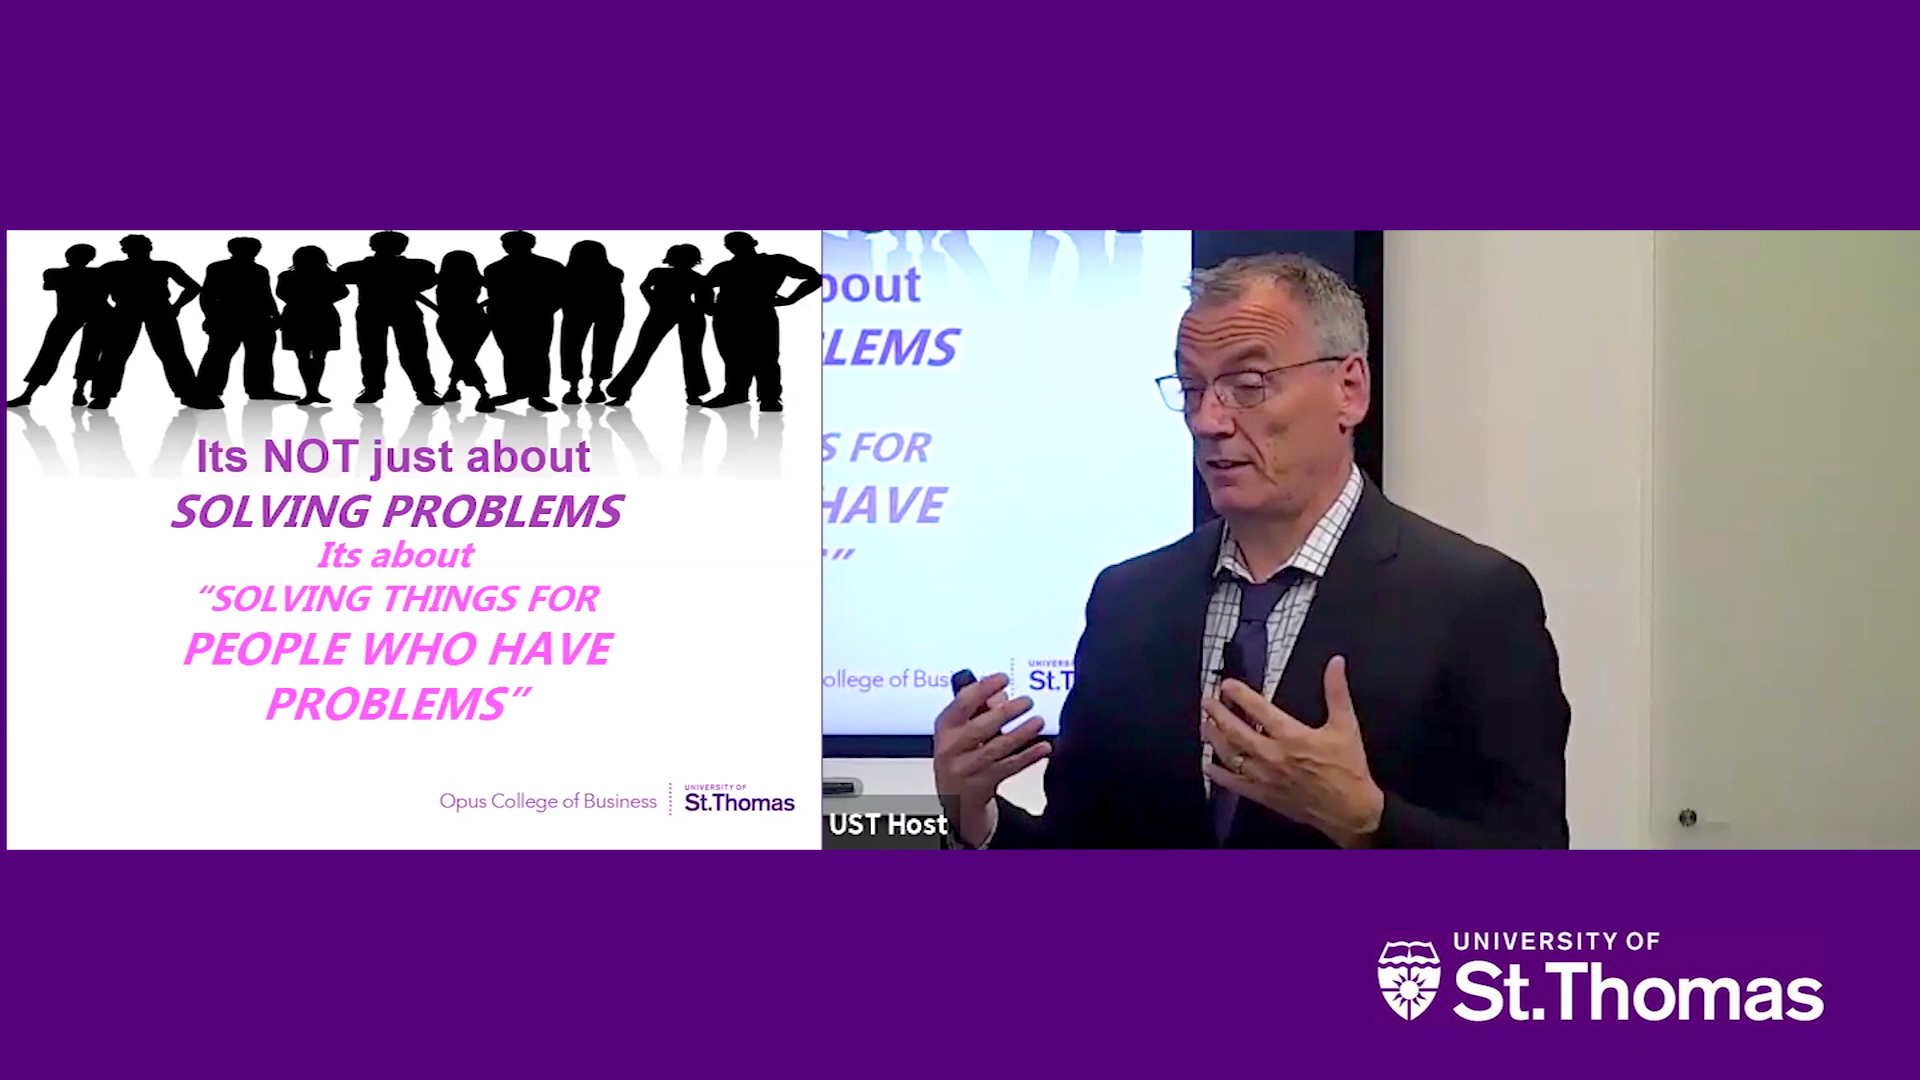 Its NOT just about
SOLVING PROBLEMS
Its about
“SOLVING THINGS FOR
PEOPLE WHO HAVE
PROBLEMS”
Opus College of Business
UNIVERSITY OF
St.Thomas
LEMS
S FOR
HAVE
ollege of Bus
St.T
UST Host
UNIVERSITY OF
St.Thomas